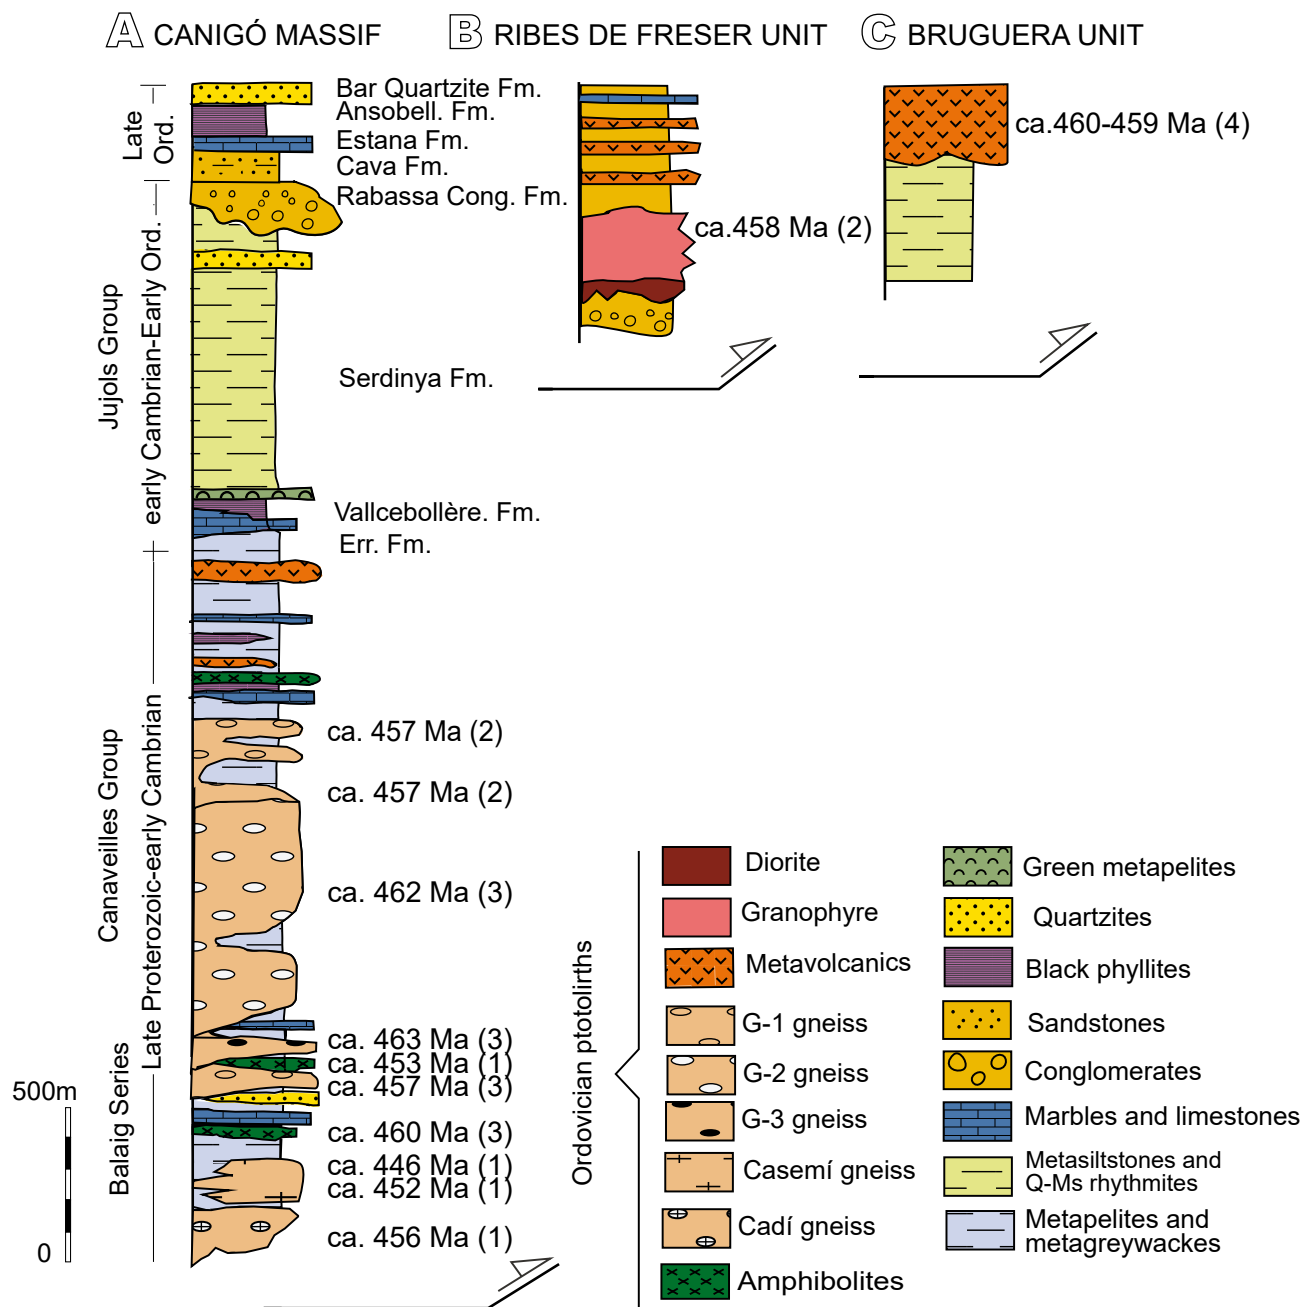 A CANIGÓ MASSIF
B RIBES DE FRESER UNIT
C BRUGUERA UNIT
Late
Ord.
early Cambrian-Early Ord.
Jujols Group
Late Proterozoic-early Cambrian
Canaveilles Group
Balaig Series
500m
0
Bar Quartzite Fm.
Ansobell. Fm.
Estana Fm.
Cava Fm.
Rabassa Cong. Fm.
Serdinya Fm.
Vallcebollère. Fm.
Err. Fm.
ca. 457 Ma (2)
ca. 457 Ma (2)
ca. 462 Ma (3)
ca. 463 Ma (3)
ca. 453 Ma (1)
ca. 457 Ma (3)
ca. 460 Ma (3)
ca. 446 Ma (1)
ca. 452 Ma (1)
ca. 456 Ma (1)
ca.458 Ma (2)
ca.460-459 Ma (4)
Ordovician ptotolirths
Diorite
Granophyre
Metavolcanics
G-1 gneiss
G-2 gneiss
G-3 gneiss
Casemí gneiss
Cadí gneiss
Amphibolites
Green metapelites
Quartzites
Black phyllites
Sandstones
Conglomerates
Marbles and limestones
Metasiltstones and
Q-Ms rhythmites
Metapelites and
metagreywackes